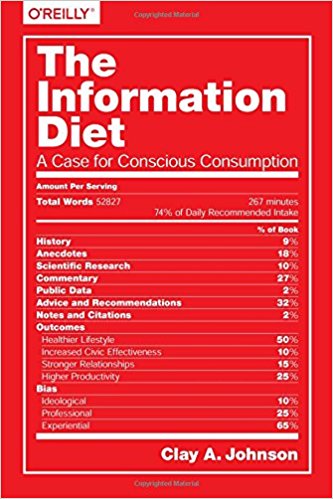 O'REILLY®
The
Information
Diet
A Case for Conscious Consumption
Amount Per Serving
Total Words 52827 267 minutes
74% of Daily Recommended Intake
% of Book
History 9%
Anecdotes 18%
Scientific Research 10%
Commentary 27%
Public Data 2%
Advice and Recommendations 32%
Notes and Citations 2%
Outcomes
Healthier Lifestyle 50%
Increased Civic Effectiveness 10%
Stronger Relationships 15%
Higher Productivity 25%
Bias
Ideological 10%
Professional 25%
Experiential 65%
Clay A. Johnson